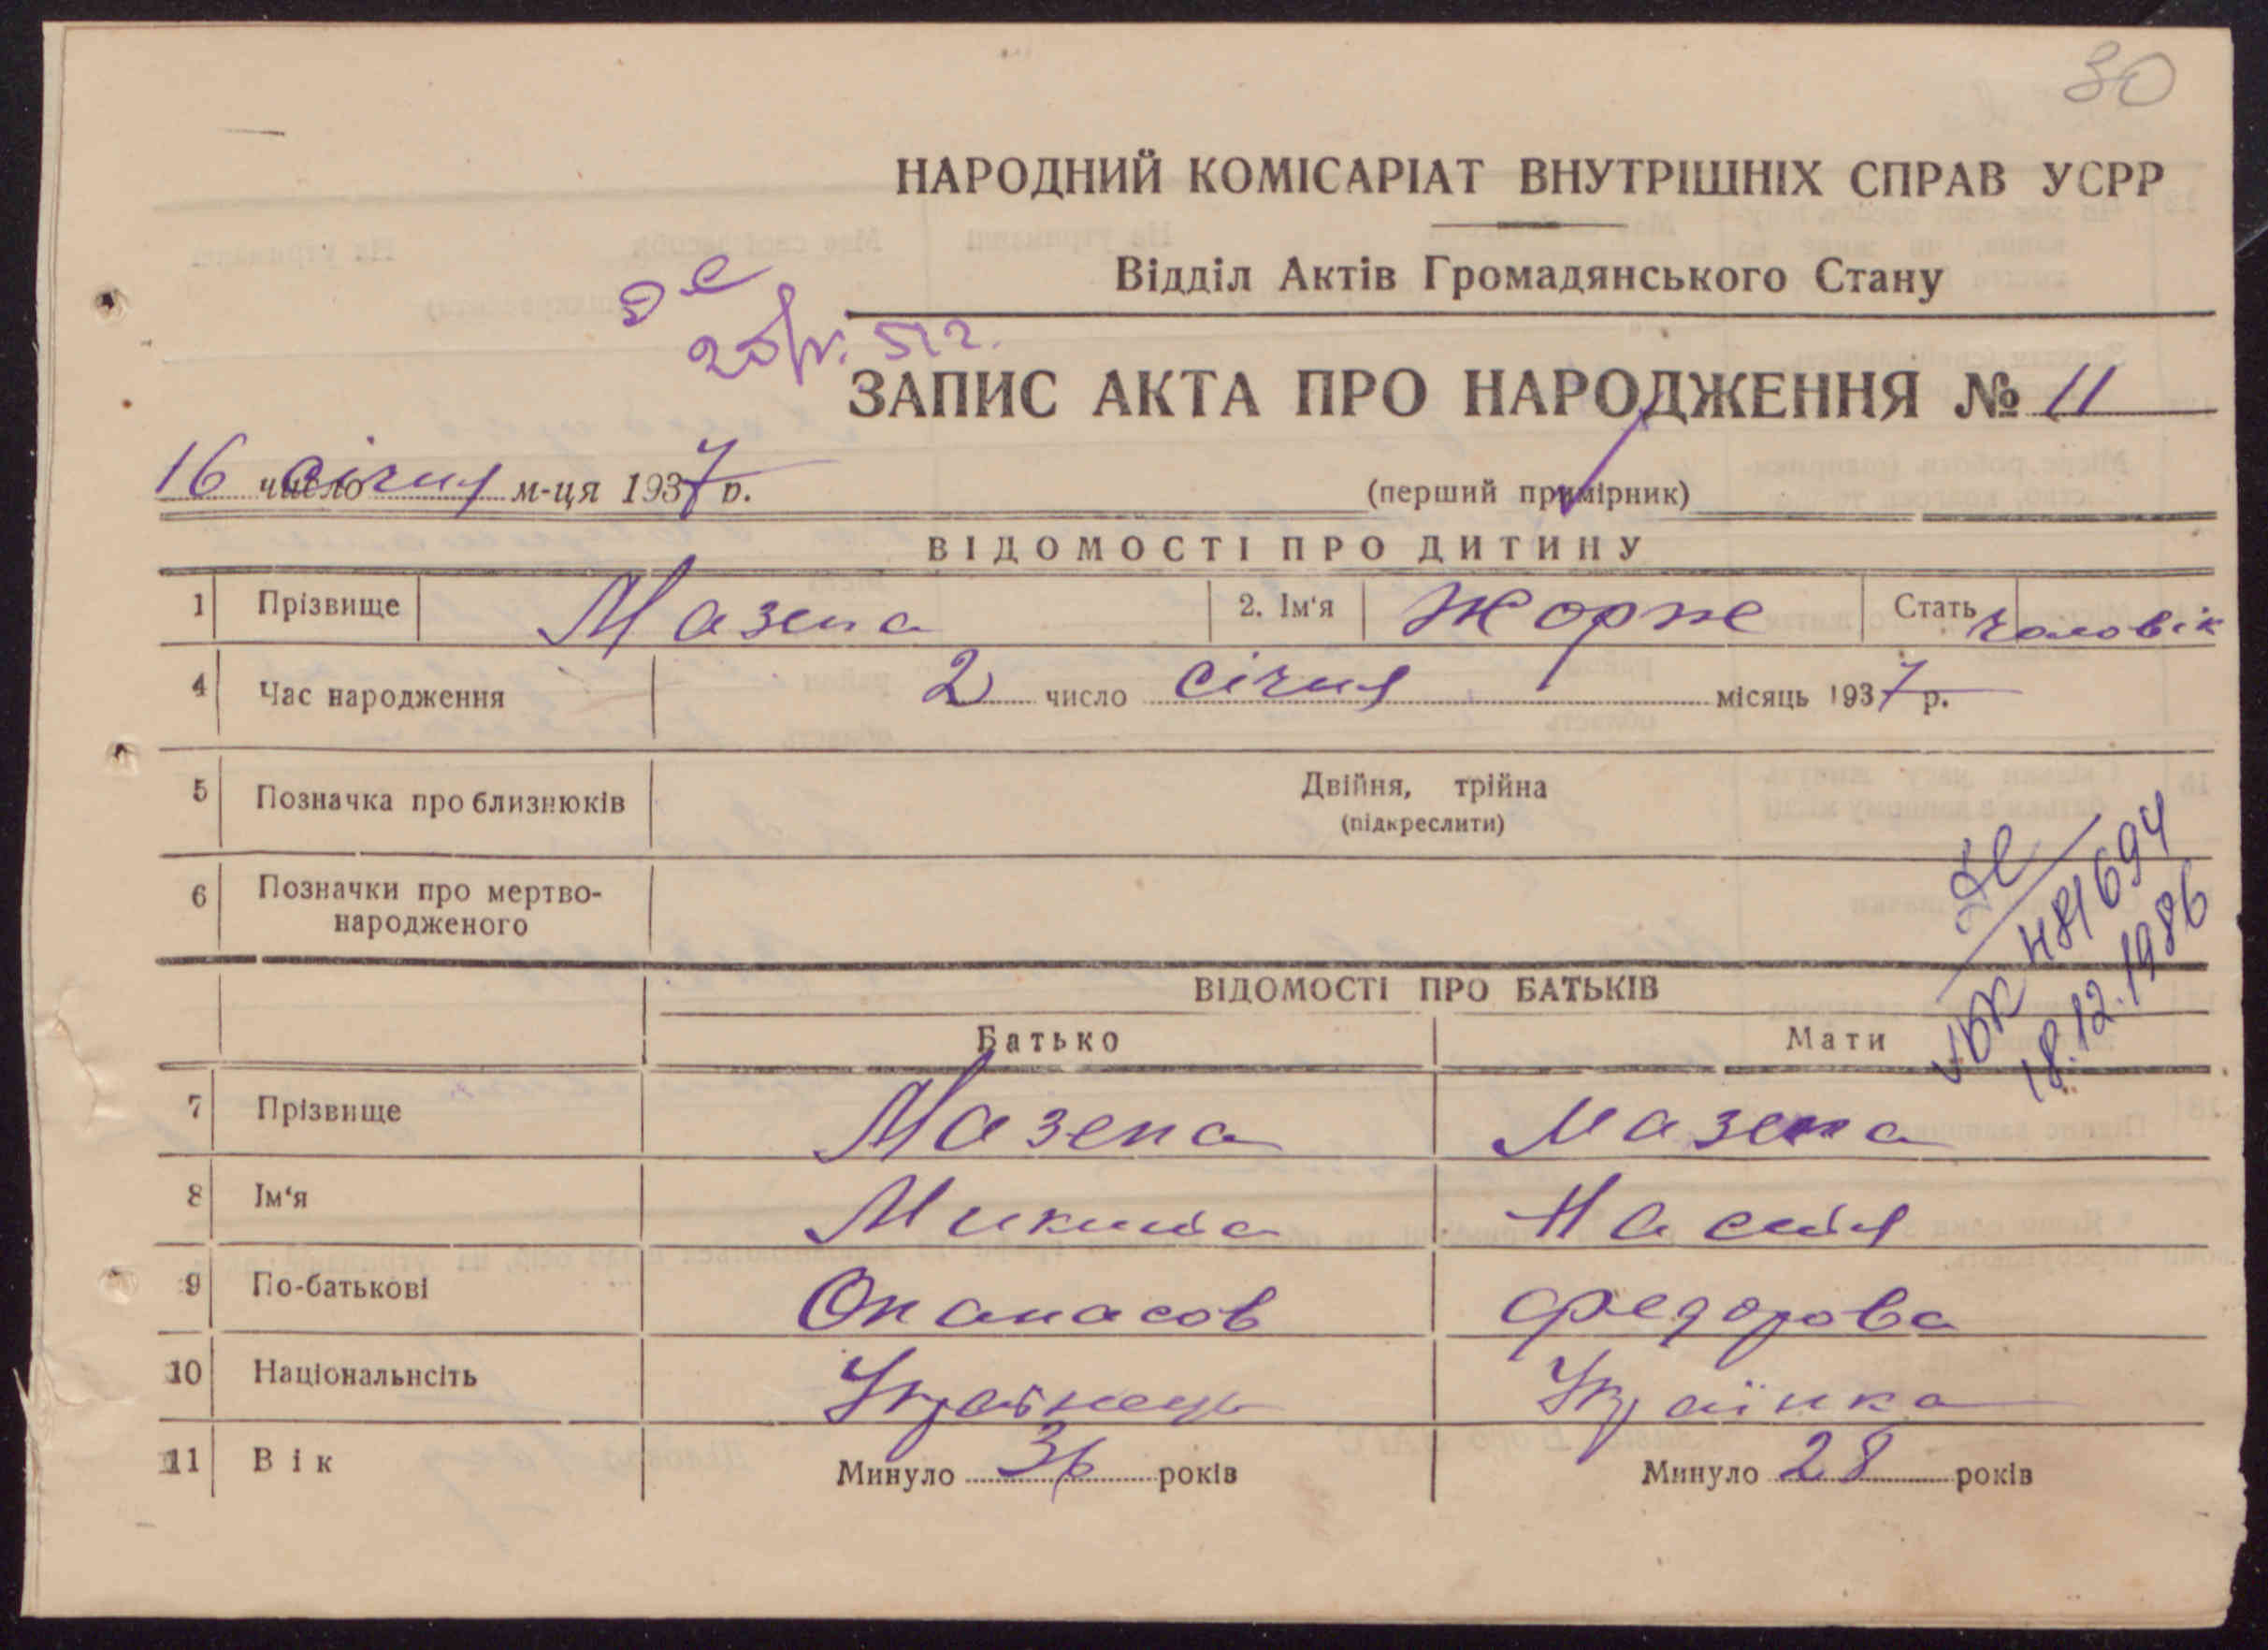 30
НАРОДНИЙ КОМІСАРІАТ ВНУТРІШНІХ СПРАВ УСРР
Відділ Актів Громадянського Стану
ЗАПИС АКТА ПРО НАРОДЖЕННЯ № 11
16 число січня м-ця 1937 р.
(перший примірник)
ВІДОМОСТІ ПРО ДИТИНУ
1 Прізвище Мазепа 2. Ім'я Жорже Стать чоловік
4 Час народження 2 число січня місяць 1937 р.
5 Позначка про близнюків Двійня, трійна
(підкреслити)
6 Позначки про мертво-
народженого
481694
18.12.1986
ВІДОМОСТІ ПРО БАТЬКІВ
Батько Мати
7 Прізвище Мазепа Мазепа
8 Ім'я Микита Настя
9 По-батькові Опанасов Федорова
10 Національнсіть Українець Українка
11 Вік Минуло 36 років Минуло 28 років